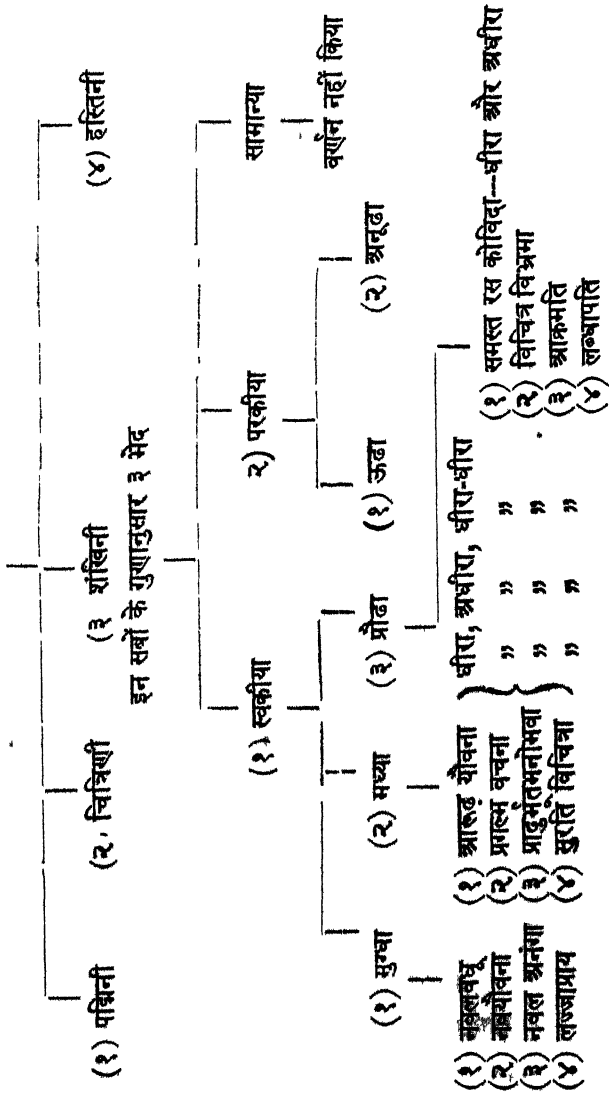 (१) पद्मिनी (२. चित्रिणी (३ शंखिनी (४) हस्तिनी
इन सबों के गुणानुसार ३ भेद
(१) स्वकीया २) परकीया सामान्या
वर्णन नहीं किया
(१) मुग्धा (२) मध्या (३) प्रौढा (१) ऊढा (२) अनूढा
(१) नवलवधू
(२) नवयौवना
(३) नवल अनंगा
(४) लज्जाप्राय
(१) आरूढ़ यौवना
(२) प्रगल्भ वचना
(३) प्रादुर्भूतमनोभवा
(४) सुरति विचित्रा
धीरा, अधीरा, धीरा-धीरा
” ” ”
” ” ”
” ” ”
(१) समस्त रस कोविदा---धीरा और अधीरा
(२) विचित्र विभ्रमा
(३) आक्रमति
(४) लब्धापति